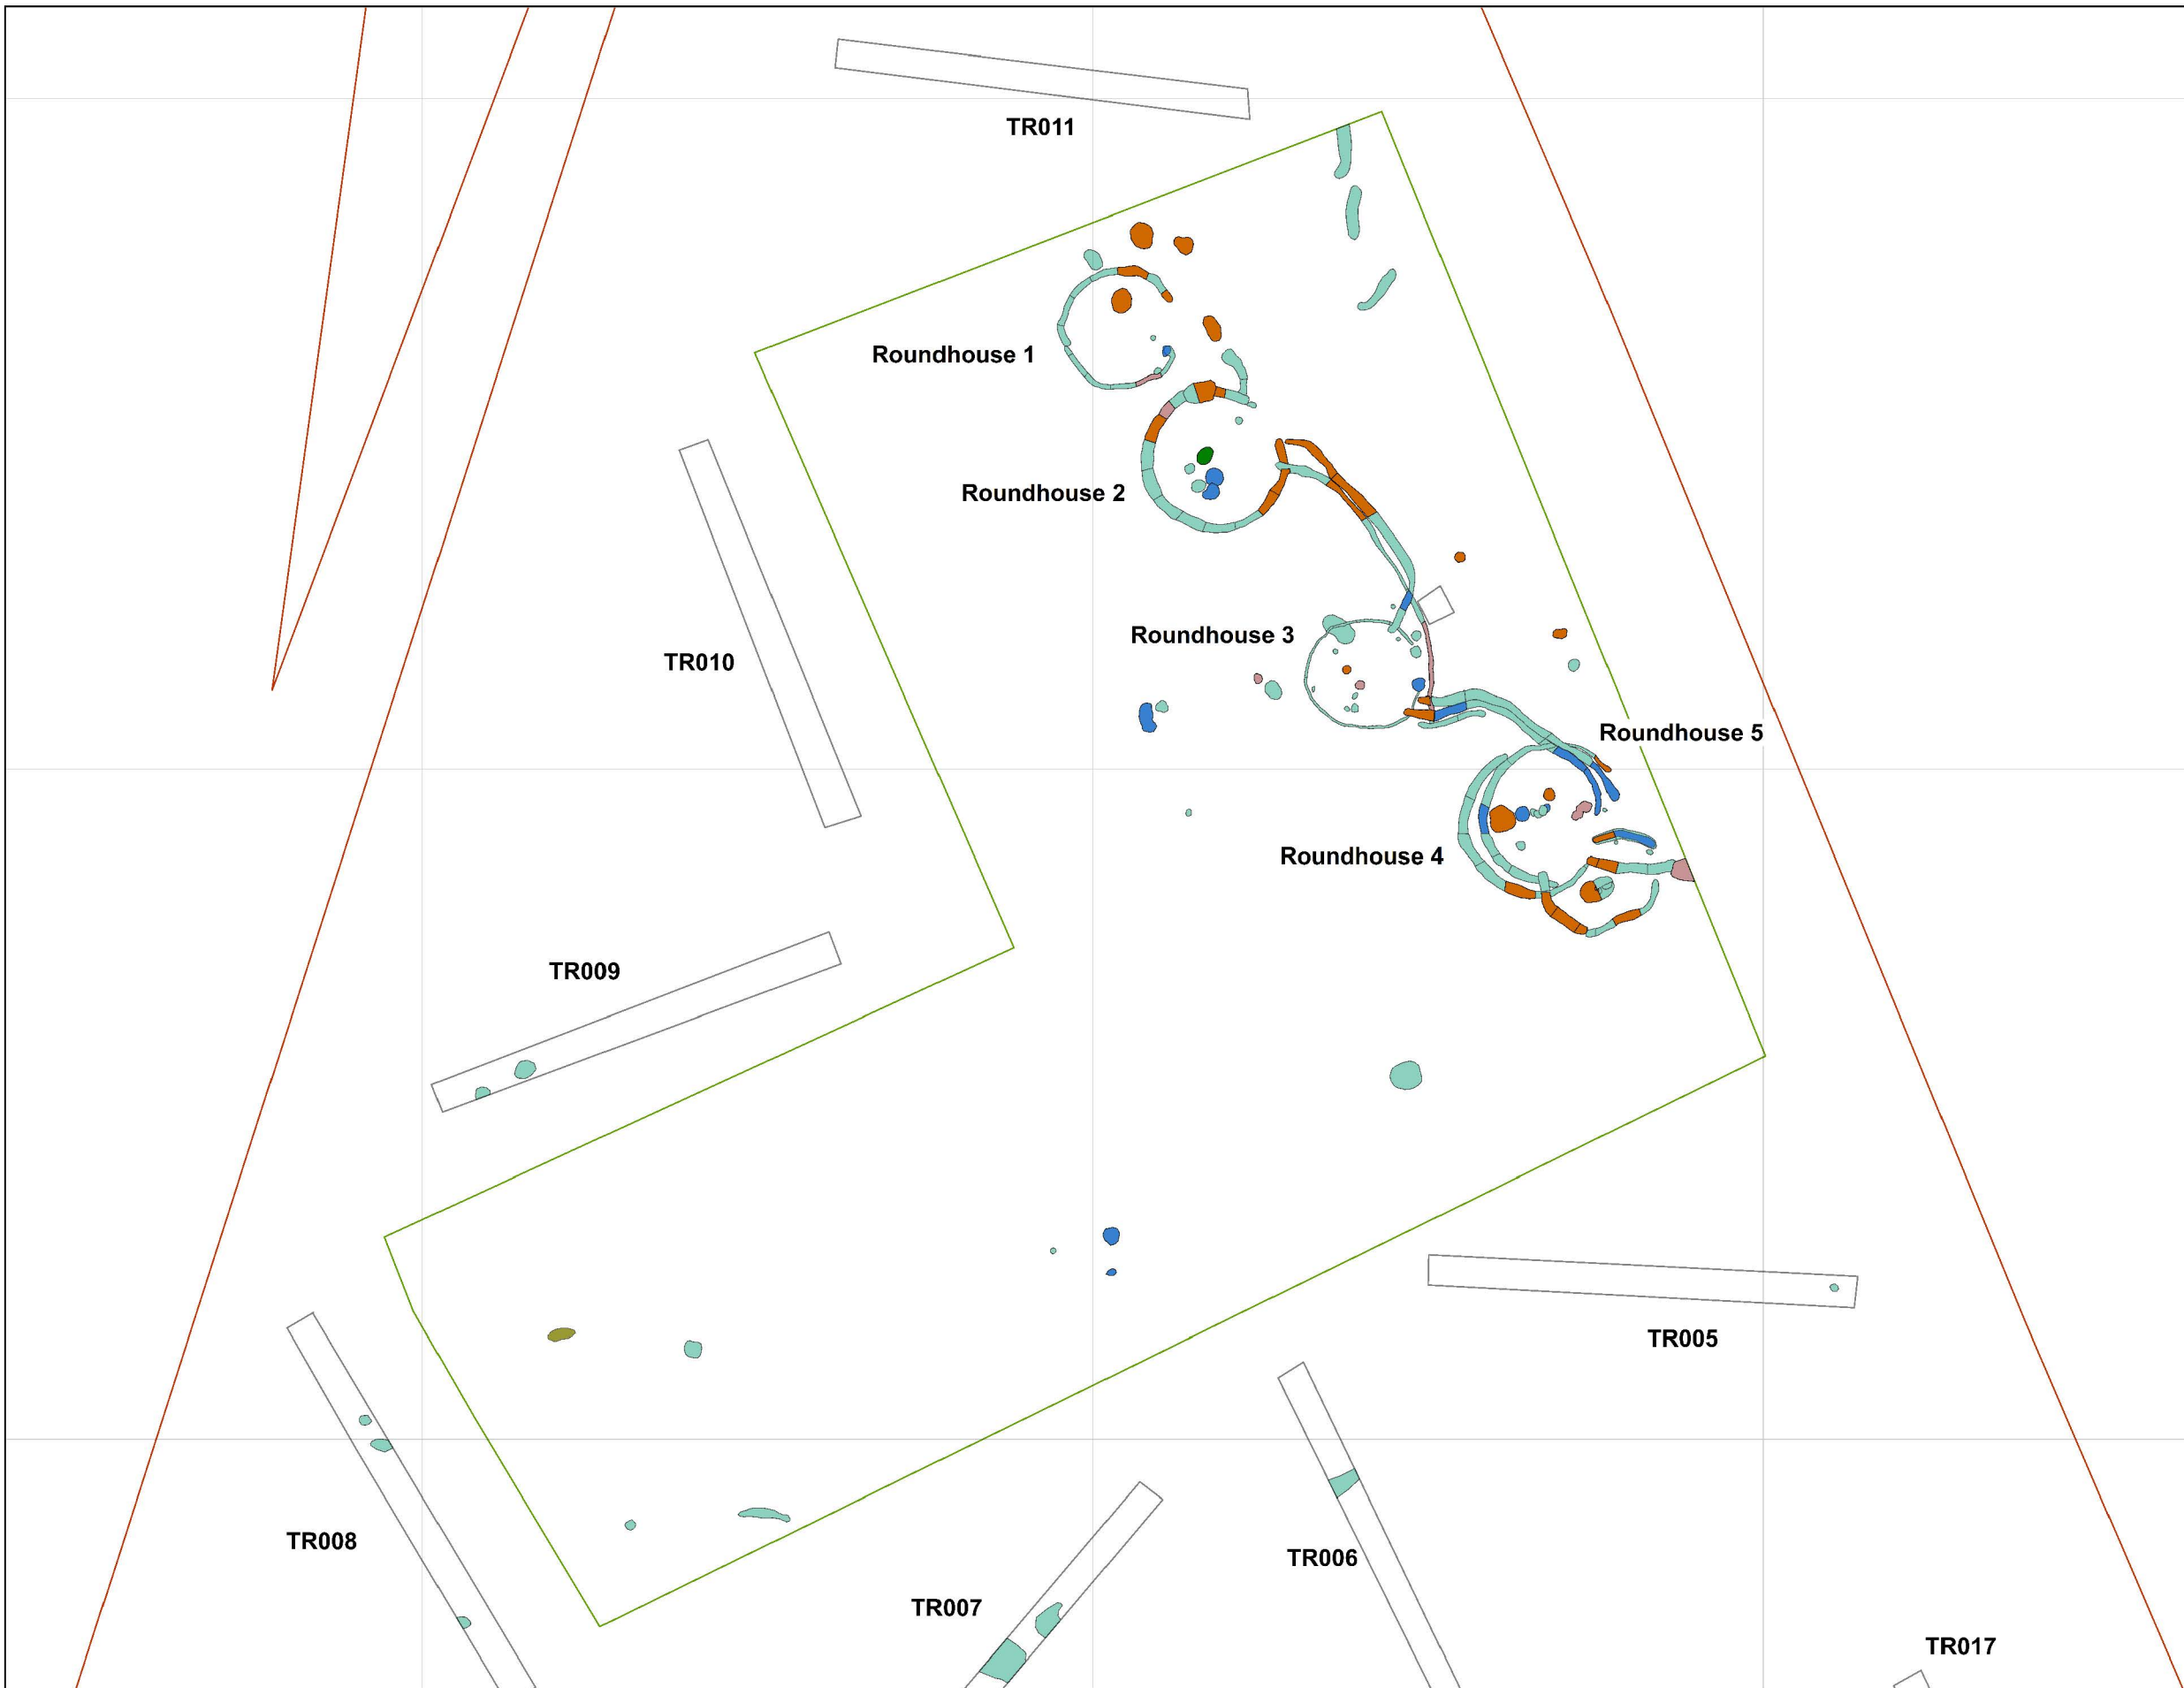 TR011
Roundhouse 1
Roundhouse 2
Roundhouse 3
TR010
Roundhouse 5
Roundhouse 4
TR009
TR005
TR008
TR006
TR007
TR017